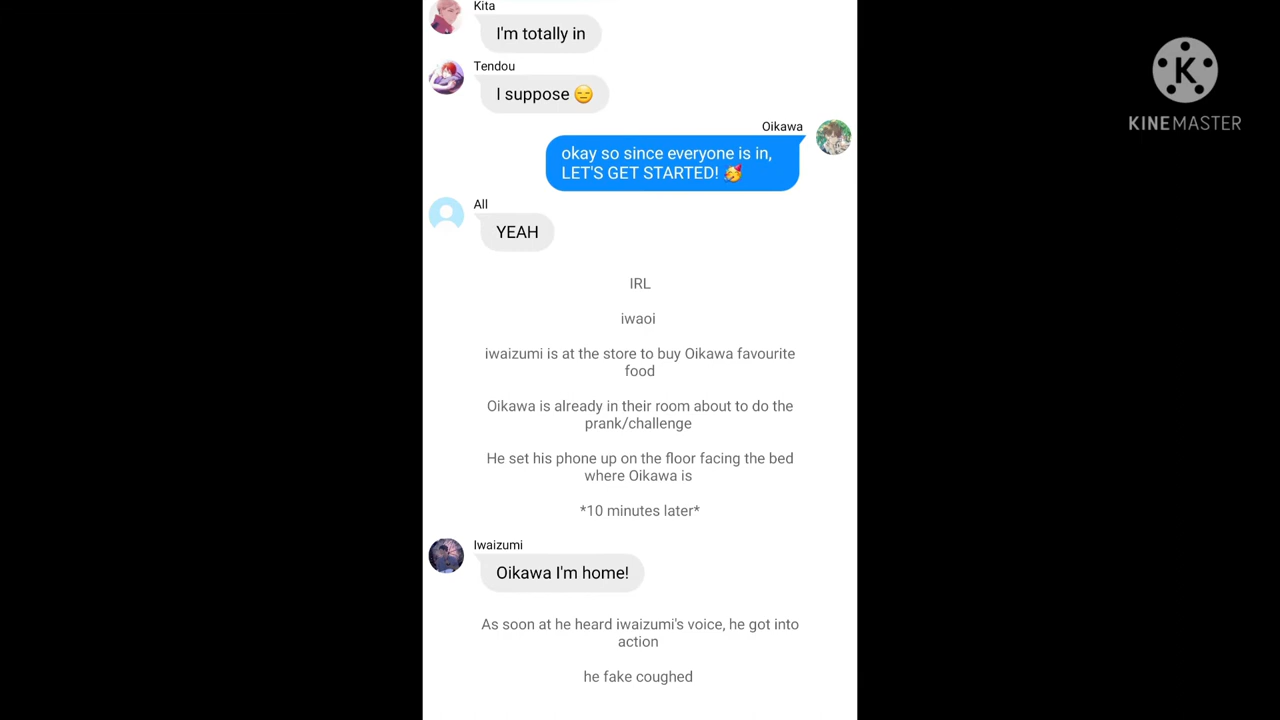 Kita
I'm totally in
Tendou
I suppose 😑
Oikawa
okay so since everyone is in,
LET'S GET STARTED! 🥳
All
YEAH
IRL
iwaoi
iwaizumi is at the store to buy Oikawa favourite
food
Oikawa is already in their room about to do the
prank/challenge
He set his phone up on the floor facing the bed
where Oikawa is
*10 minutes later*
Iwaizumi
Oikawa I'm home!
As soon at he heard iwaizumi's voice, he got into
action
he fake coughed
K
KINEMASTER